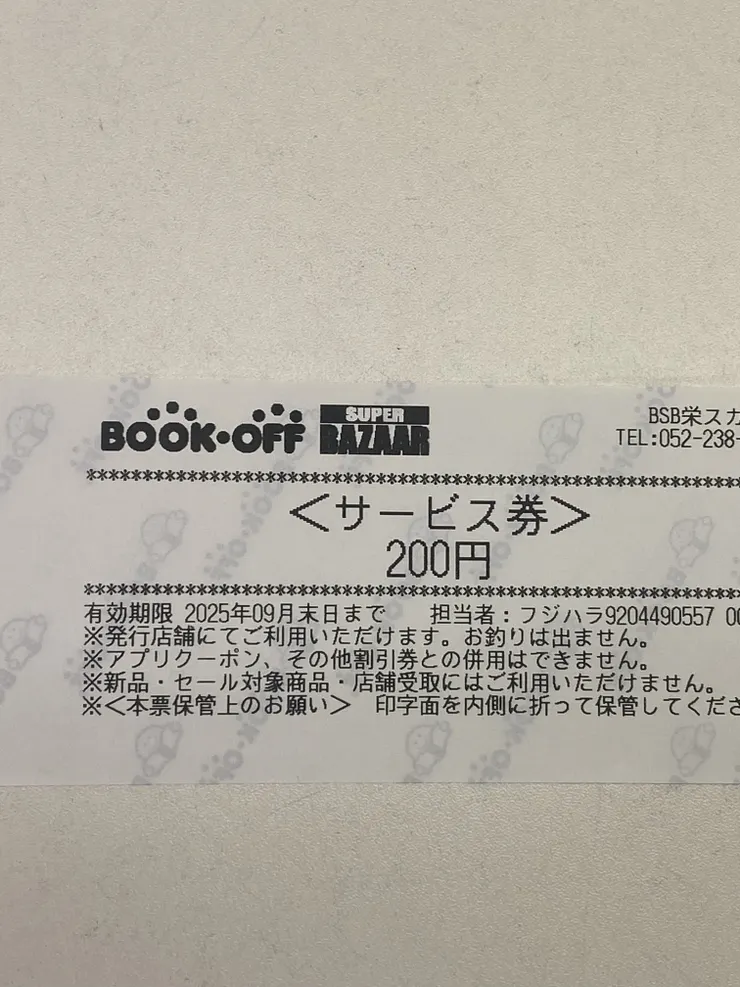 BOOK·OFF SUPER BAZAAR
BSB栄スカ
TEL:052-238-
<サービス券>
200円
有効期限 2025年09月末日まで 担当者:フジハラ9204490557 00
※発行店舗にてご利用いただけます。お釣りは出ません。
※アプリクーポン、その他割引券との併用はできません。
※新品・セール対象商品・店舗受取にはご利用いただけません。
※<本票保管上のお願い> 印字面を内側に折って保管してくださ